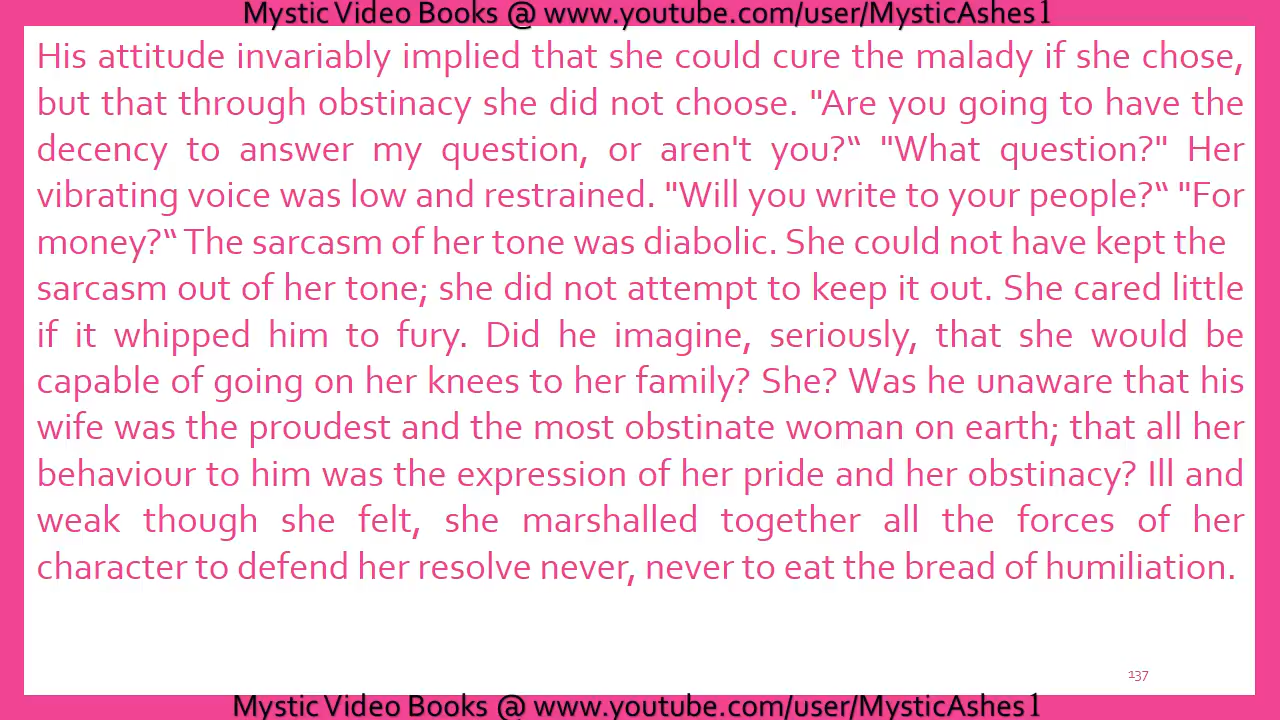 Mystic Video Books @ www.youtube.com/user/MysticAshes1
His attitude invariably implied that she could cure the malady if she chose,
but that through obstinacy she did not choose. "Are you going to have the
decency to answer my question, or aren't you?“ "What question?" Her
vibrating voice was low and restrained. "Will you write to your people?“ "For
money?“ The sarcasm of her tone was diabolic. She could not have kept the
sarcasm out of her tone; she did not attempt to keep it out. She cared little
if it whipped him to fury. Did he imagine, seriously, that she would be
capable of going on her knees to her family? She? Was he unaware that his
wife was the proudest and the most obstinate woman on earth; that all her
behaviour to him was the expression of her pride and her obstinacy? Ill and
weak though she felt, she marshalled together all the forces of her
character to defend her resolve never, never to eat the bread of humiliation.
137
Mystic Video Books @ www.youtube.com/user/MysticAshes1